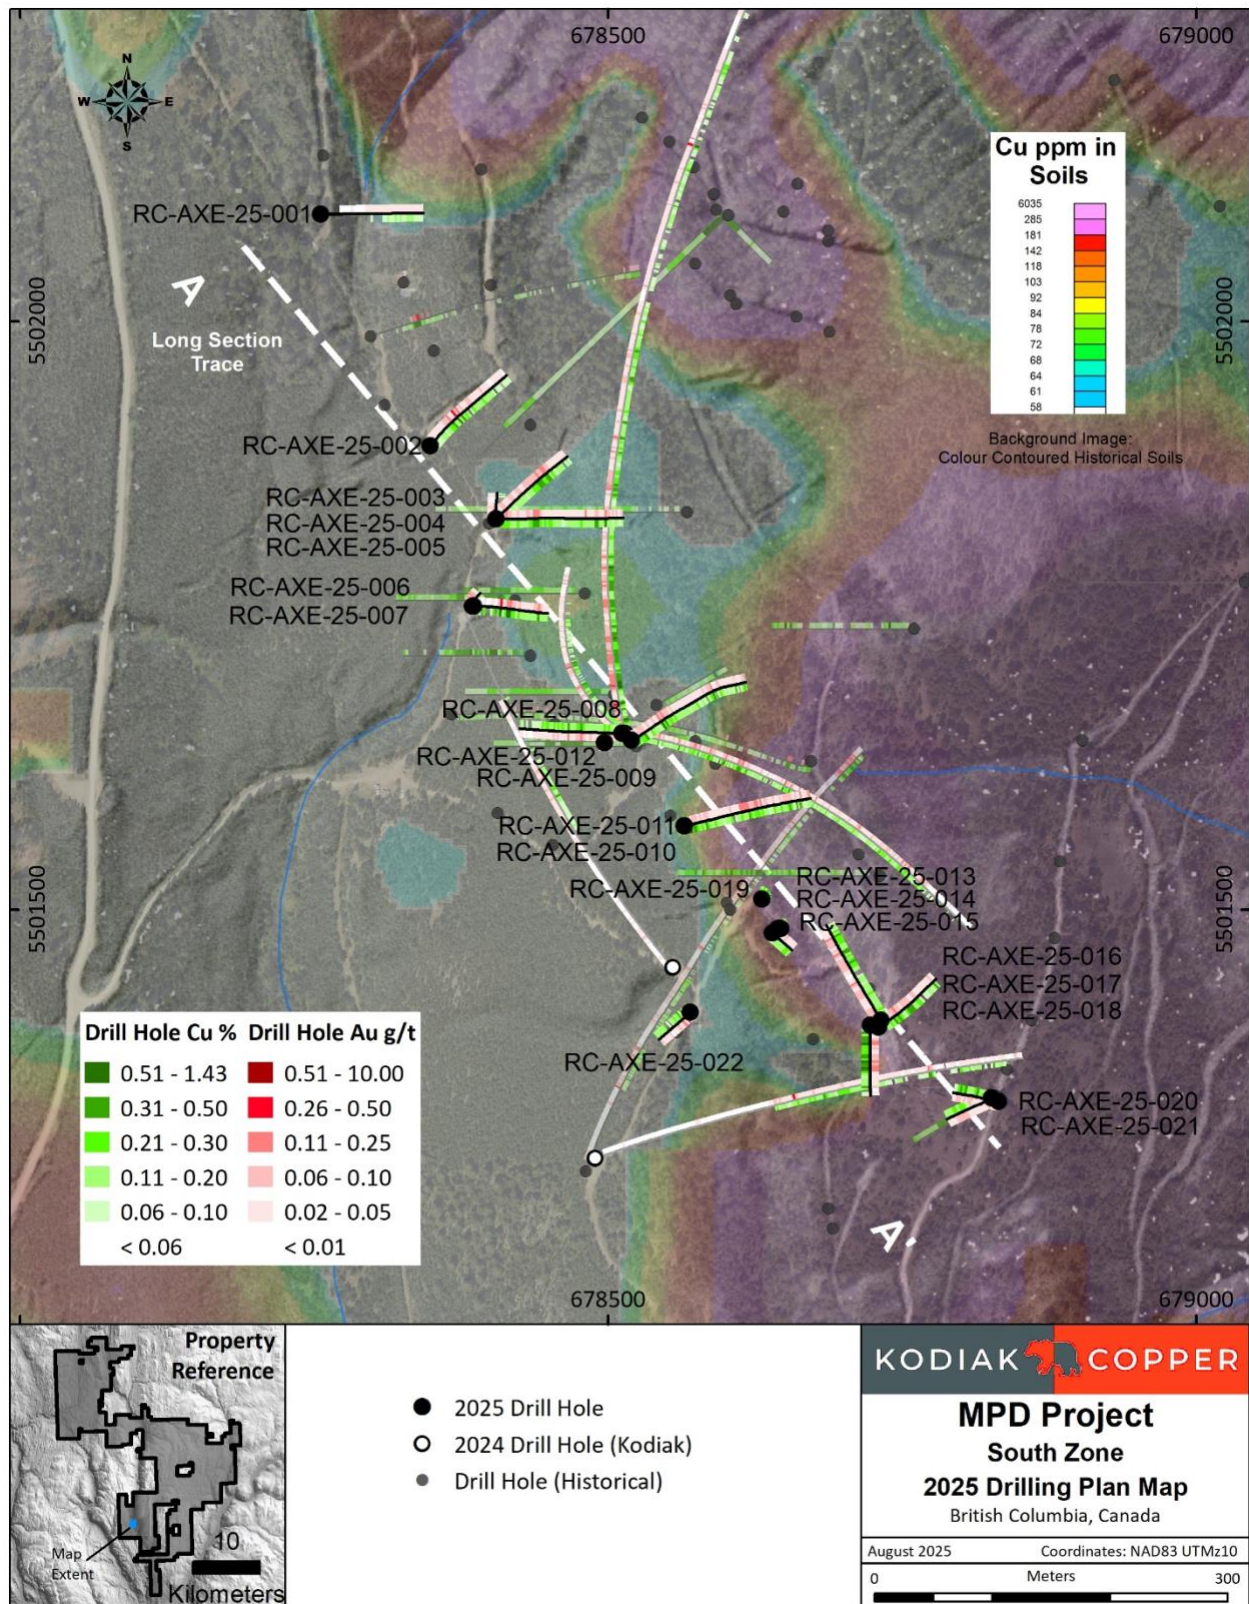 678500
679000
N
W
E
S
Cu ppm in
Soils
6035
285
181
142
118
103
92
84
78
72
68
64
61
58
Background Image:
Colour Contoured Historical Soils
RC-AXE-25-001
A
Long Section
Trace
5502000
5502000
RC-AXE-25-002
RC-AXE-25-003
RC-AXE-25-004
RC-AXE-25-005
RC-AXE-25-006
RC-AXE-25-007
RC-AXE-25-008
RC-AXE-25-012
RC-AXE-25-009
RC-AXE-25-011
RC-AXE-25-010
RC-AXE-25-019
RC-AXE-25-013
RC-AXE-25-014
RC-AXE-25-015
5501500
5501500
RC-AXE-25-016
RC-AXE-25-017
RC-AXE-25-018
RC-AXE-25-022
RC-AXE-25-020
RC-AXE-25-021
A'
Drill Hole Cu % Drill Hole Au g/t
0.51 - 1.43 0.51 - 10.00
0.31 - 0.50 0.26 - 0.50
0.21 - 0.30 0.11 - 0.25
0.11 - 0.20 0.06 - 0.10
0.06 - 0.10 0.02 - 0.05
< 0.06 < 0.01
678500
679000
Property
Reference
Map
Extent
10
Kilometers
2025 Drill Hole
2024 Drill Hole (Kodiak)
Drill Hole (Historical)
KODIAK COPPER
MPD Project
South Zone
2025 Drilling Plan Map
British Columbia, Canada
August 2025 Coordinates: NAD83 UTMz10
0 Meters 300